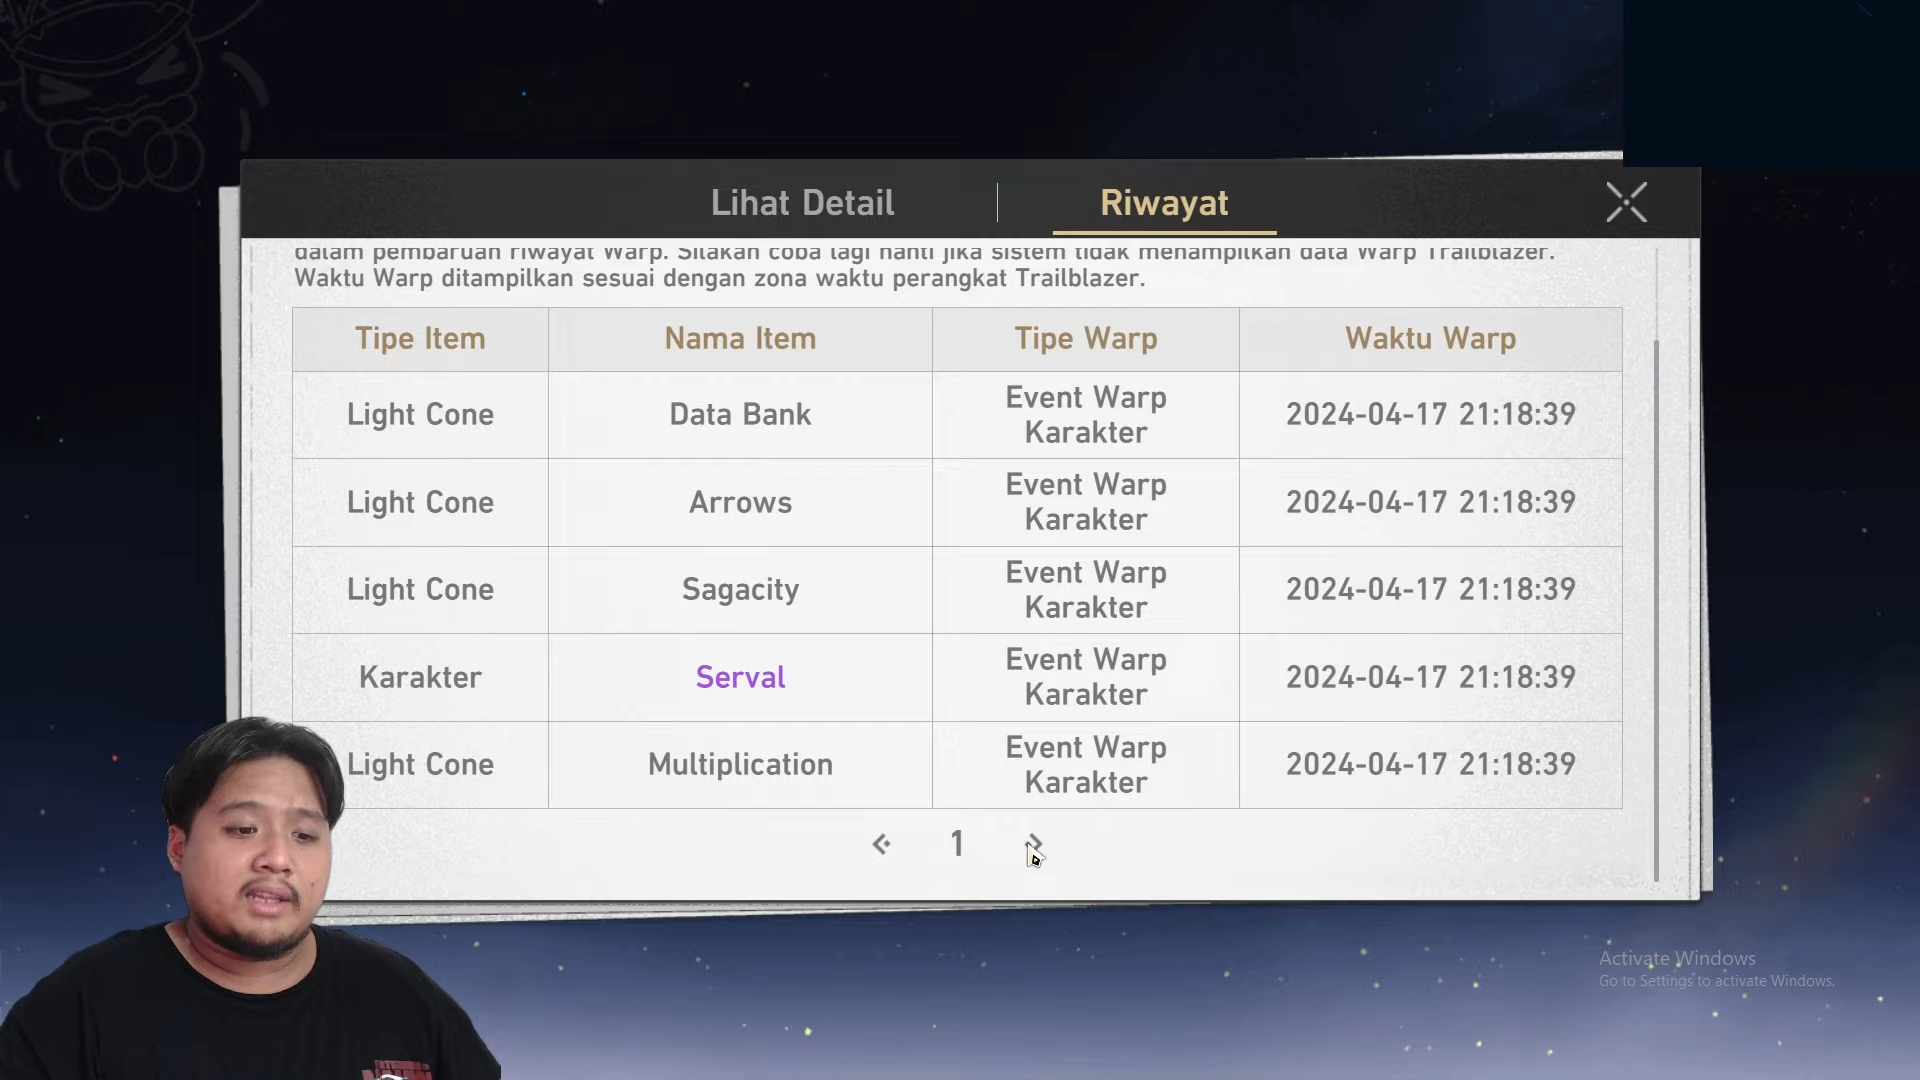 Lihat Detail
Riwayat
dalam pembaruan riwayat Warp. Silakan coba lagi nanti jika sistem tidak menampilkan data Warp Trailblazer.
Waktu Warp ditampilkan sesuai dengan zona waktu perangkat Trailblazer.
Tipe Item
Nama Item
Tipe Warp
Waktu Warp
Light Cone
Data Bank
Event Warp
Karakter
2024-04-17 21:18:39
Light Cone
Arrows
Event Warp
Karakter
2024-04-17 21:18:39
Light Cone
Sagacity
Event Warp
Karakter
2024-04-17 21:18:39
Karakter
Serval
Event Warp
Karakter
2024-04-17 21:18:39
Light Cone
Multiplication
Event Warp
Karakter
2024-04-17 21:18:39
1
Activate Windows
Go to Settings to activate Windows.